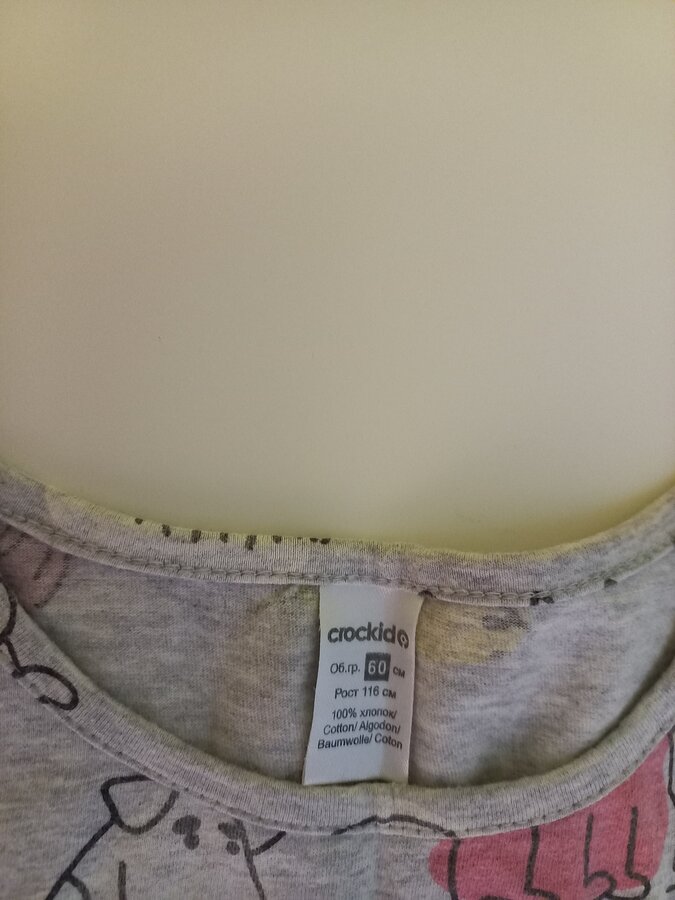 crockid
Об.гр. 60 см
Рост 116 см
100% хлопок/
Cotton/ Algodon/
Baumwolle/ Coton